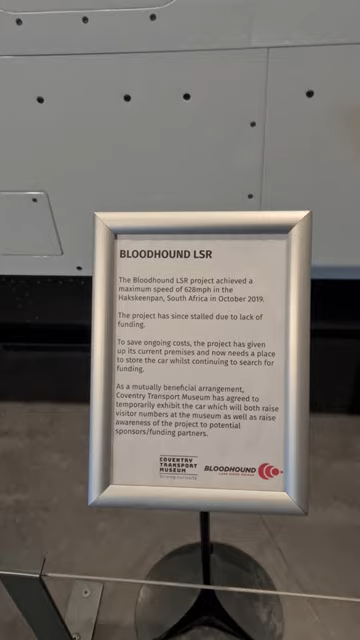 BLOODHOUND LSR
The Bloodhound LSR project achieved a
maximum speed of 628mph in the
Hakskeenpan, South Africa in October 2019.
The project has since stalled due to lack of
funding.
To save ongoing costs, the project has given
up its current premises and now needs a place
to store the car whilst continuing to search for
funding.
As a mutually beneficial arrangement,
Coventry Transport Museum has agreed to
temporarily exhibit the car which will both raise
visitor numbers at the museum as well as raise
awareness of the project to potential
sponsors/funding partners.
COVENTRY
TRANSPORT
MUSEUM
BLOODHOUND